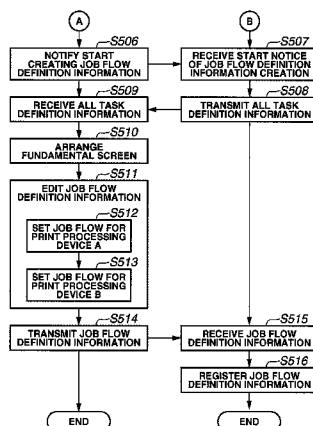 A
B
S506
NOTIFY START
CREATING JOB FLOW
DEFINITION INFORMATION
S507
RECEIVE START NOTICE
OF JOB FLOW DEFINITION
INFORMATION CREATION
S509
RECEIVE ALL TASK
DEFINITION INFORMATION
S508
TRANSMIT ALL TASK
DEFINITION INFORMATION
S510
ARRANGE
FUNDAMENTAL SCREEN
S511
EDIT JOB FLOW
DEFINITION INFORMATION
S512
SET JOB FLOW FOR
PRINT PROCESSING
DEVICE A
S513
SET JOB FLOW FOR
PRINT PROCESSING
DEVICE B
S514
TRANSMIT JOB FLOW
DEFINITION INFORMATION
S515
RECEIVE JOB FLOW
DEFINITION INFORMATION
S516
REGISTER JOB FLOW
DEFINITION INFORMATION
END
END